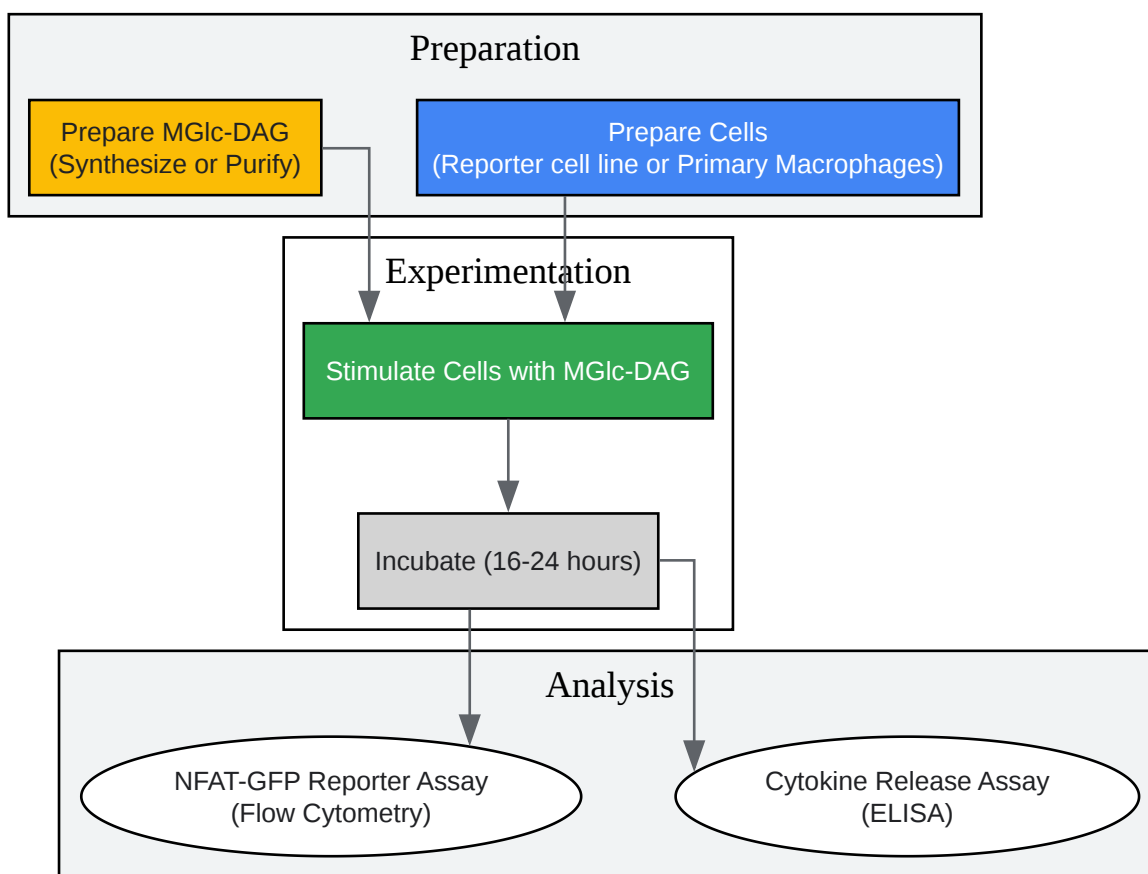 Preparation
Prepare MGlc-DAG
(Synthesize or Purify)
Prepare Cells
(Reporter cell line or Primary Macrophages)
Experimentation
Stimulate Cells with MGlc-DAG
Incubate (16-24 hours)
Analysis
NFAT-GFP Reporter Assay
(Flow Cytometry)
Cytokine Release Assay
(ELISA)